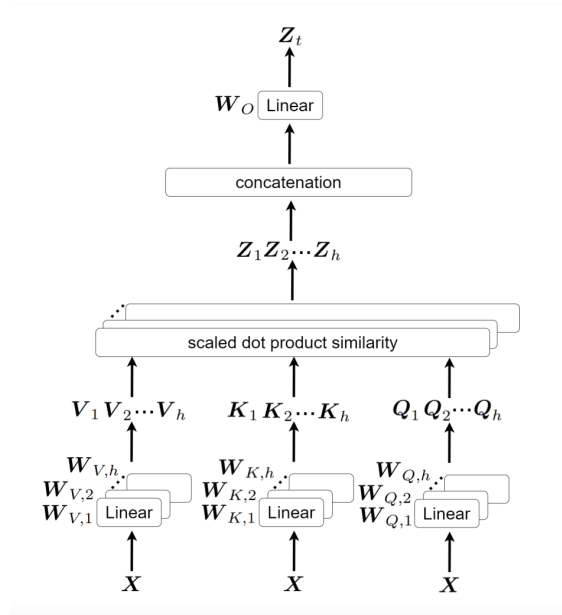 Z_t
W_O Linear
concatenation
Z_1 Z_2 ... Z_h
scaled dot product similarity
V_1 V_2 ... V_h K_1 K_2 ... K_h Q_1 Q_2 ... Q_h
W_{V,h} W_{K,h} W_{Q,h}
W_{V,2} W_{K,2} W_{Q,2}
W_{V,1} Linear W_{K,1} Linear W_{Q,1} Linear
X X X